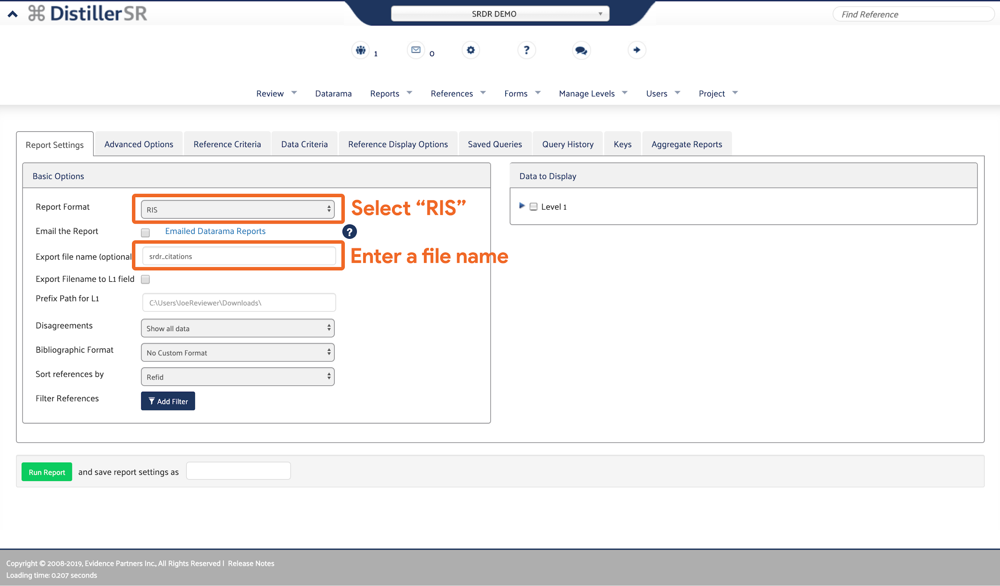 DistillerSR
SRDR DEMO
Find Reference
1
0
?
Review
Datarama
Reports
References
Forms
Manage Levels
Users
Project
Report Settings
Advanced Options
Reference Criteria
Data Criteria
Reference Display Options
Saved Queries
Query History
Keys
Aggregate Reports
Basic Options
Report Format
RIS
Select “RIS”
Email the Report
Emailed Datarama Reports
?
Export file name (optional
srdr_citations
Enter a file name
Export Filename to L1 field
Prefix Path for L1
C:\Users\JoeReviewer\Downloads\
Disagreements
Show all data
Bibliographic Format
No Custom Format
Sort references by
Refid
Filter References
Add Filter
Data to Display
Level 1
Run Report
and save report settings as
Copyright © 2008-2019, Evidence Partners Inc., All Rights Reserved | Release Notes
Loading time: 0.207 seconds